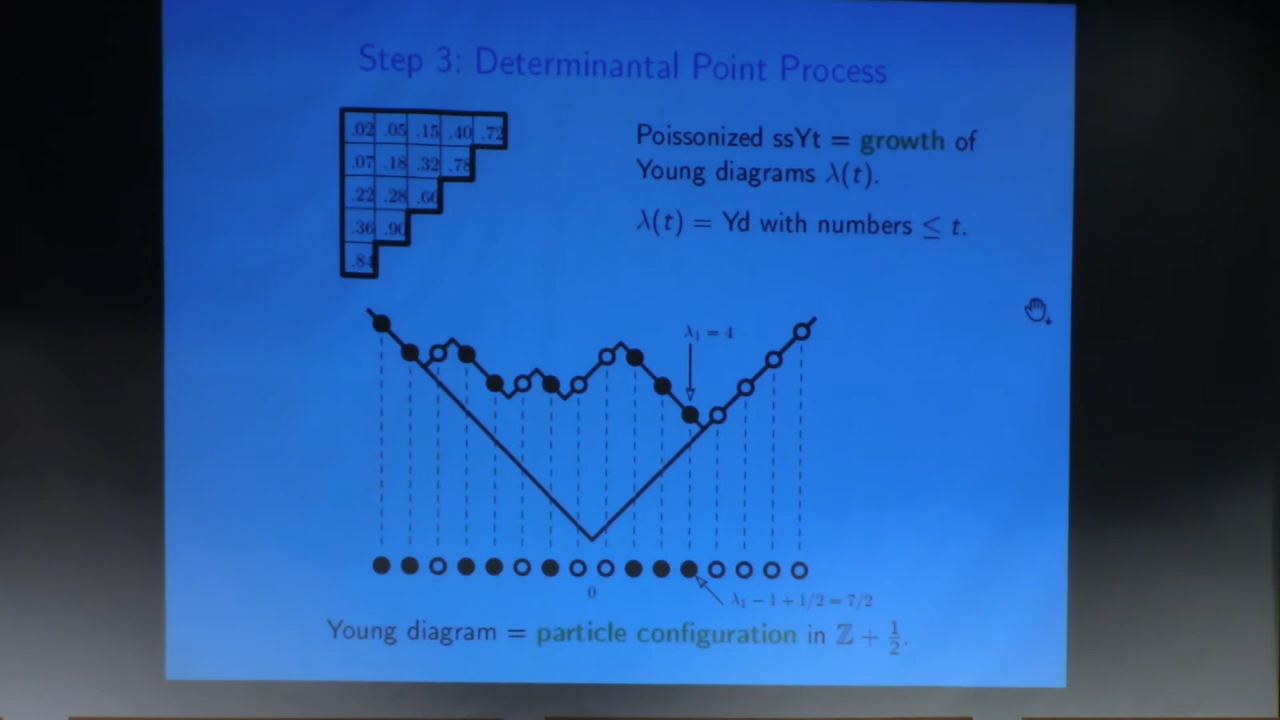 Step 3: Determinantal Point Process
.02 .05 .15 .40 .72
.07 .18 .32 .78
.22 .28 .66
.36 .90
.84
Poissonized ssYt = growth of
Young diagrams λ(t).
λ(t) = Yd with numbers ≤ t.
λ₁ = 4
0
λ₁ − 1 + 1/2 = 7/2
Young diagram = particle configuration in ℤ + 1/2.